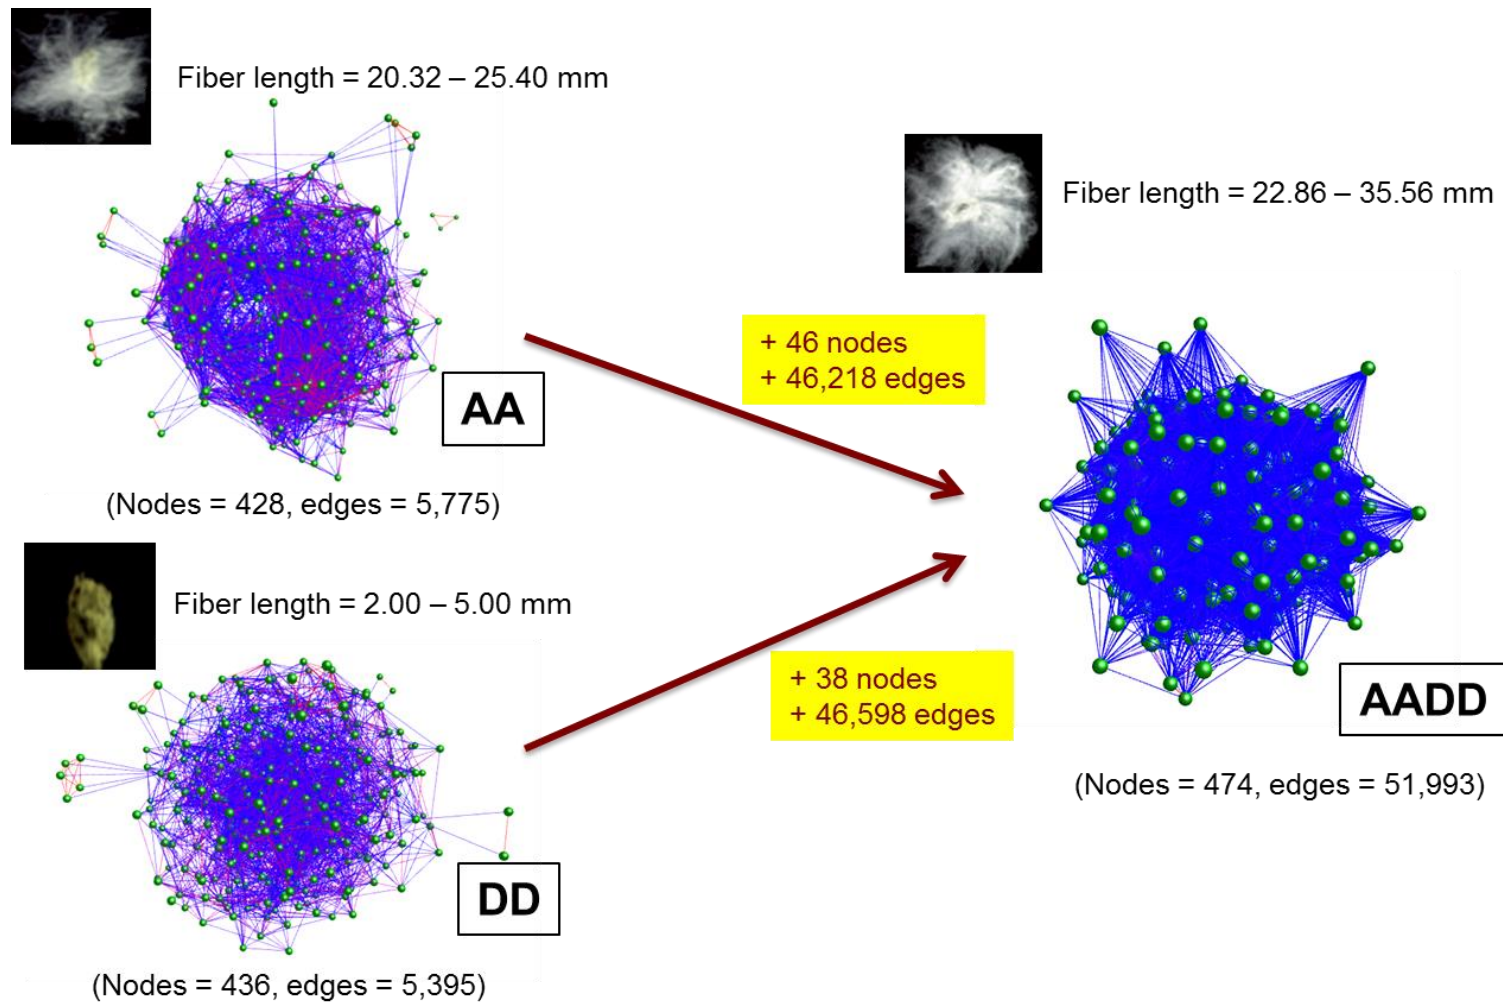 Fiber length = 20.32 – 25.40 mm
AA
(Nodes = 428, edges = 5,775)
Fiber length = 2.00 – 5.00 mm
DD
(Nodes = 436, edges = 5,395)
+ 46 nodes
+ 46,218 edges
+ 38 nodes
+ 46,598 edges
Fiber length = 22.86 – 35.56 mm
AADD
(Nodes = 474, edges = 51,993)